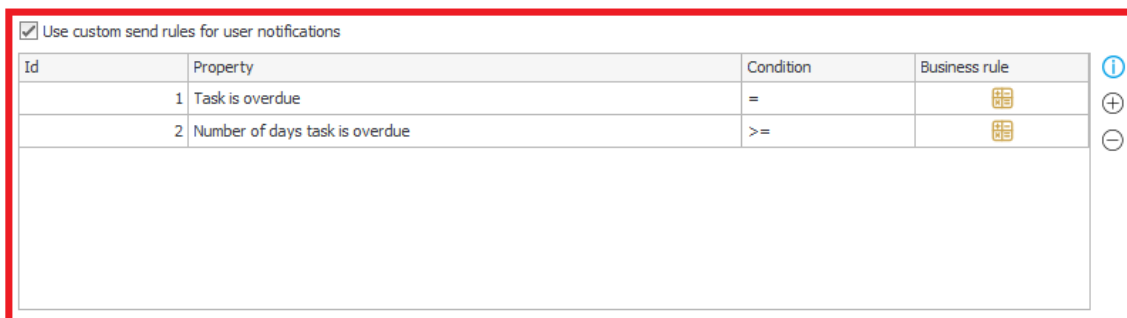 Use custom send rules for user notifications
Id Property Condition Business rule
1 Task is overdue =
2 Number of days task is overdue >=